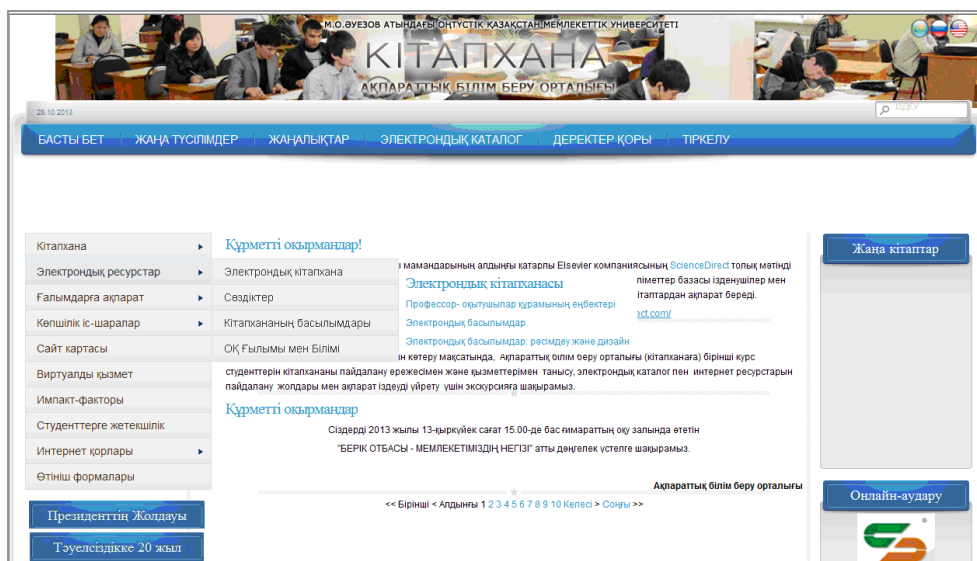 М.О.ӘУЕЗОВ АТЫНДАҒЫ ОҢТҮСТІК ҚАЗАҚСТАН МЕМЛЕКЕТТІК УНИВЕРСИТЕТІ
КІТАПХАНА
АҚПАРАТТЫҚ БІЛІМ БЕРУ ОРТАЛЫҒЫ
28.10.2013
ІЗДЕУ
БАСТЫ БЕТ ЖАҢА ТҮСІЛІМДЕР ЖАҢАЛЫҚТАР ЭЛЕКТРОНДЫҚ КАТАЛОГ ДЕРЕКТЕР ҚОРЫ ТІРКЕЛУ
Кітапхана
Электрондық ресурстар
Ғалымдарға ақпарат
Көпшілік іс-шаралар
Сайт картасы
Виртуалды қызмет
Импакт-факторы
Студенттерге жетекшілік
Интернет қорлары
Өтініш формалары
Президенттің Жолдауы
Тәуелсіздікке 20 жыл
Электрондық кітапхана
Сөздіктер
Кітапхананың басылымдары
ОҚ Ғылымы мен Білімі
Электрондық кітапханасы
Профессор- оқытушылар құрамының еңбектері
Электрондық басылымдар
Электрондық басылымдар: рәсімдеу және дизайн
Құрметті оқырмандар!
мамандарының алдыңғы қатарлы Elsevier компаниясының ScienceDirect толық мәтінді
ліметтер базасы ізденушілер мен
ітаптардан ақпарат береді.
ect.com/
н көтеру мақсатында, Ақпараттық білім беру орталығы (кітапханаға) бірінші курс
студенттерін кітапхананы пайдалану ережесімен және қызметтерімен танысу, электрондық каталог пен интернет ресурстарын
пайдалану жолдары мен ақпарат іздеуді үйрету үшін экскурсияға шақырамыз.
Құрметті оқырмандар
Сіздерді 2013 жылы 13-қыркүйек сағат 15.00-де бас ғимараттың оқу залында өтетін
"БЕРІК ОТБАСЫ - МЕМЛЕКЕТІМІЗДІҢ НЕГІЗІ" атты дөңгелек үстелге шақырамыз.
Ақпараттық білім беру орталығы
<< Бірінші < Алдыңғы 1 2 3 4 5 6 7 8 9 10 Келесі > Соңғы >>
Жаңа кітаптар
Онлайн-аудару